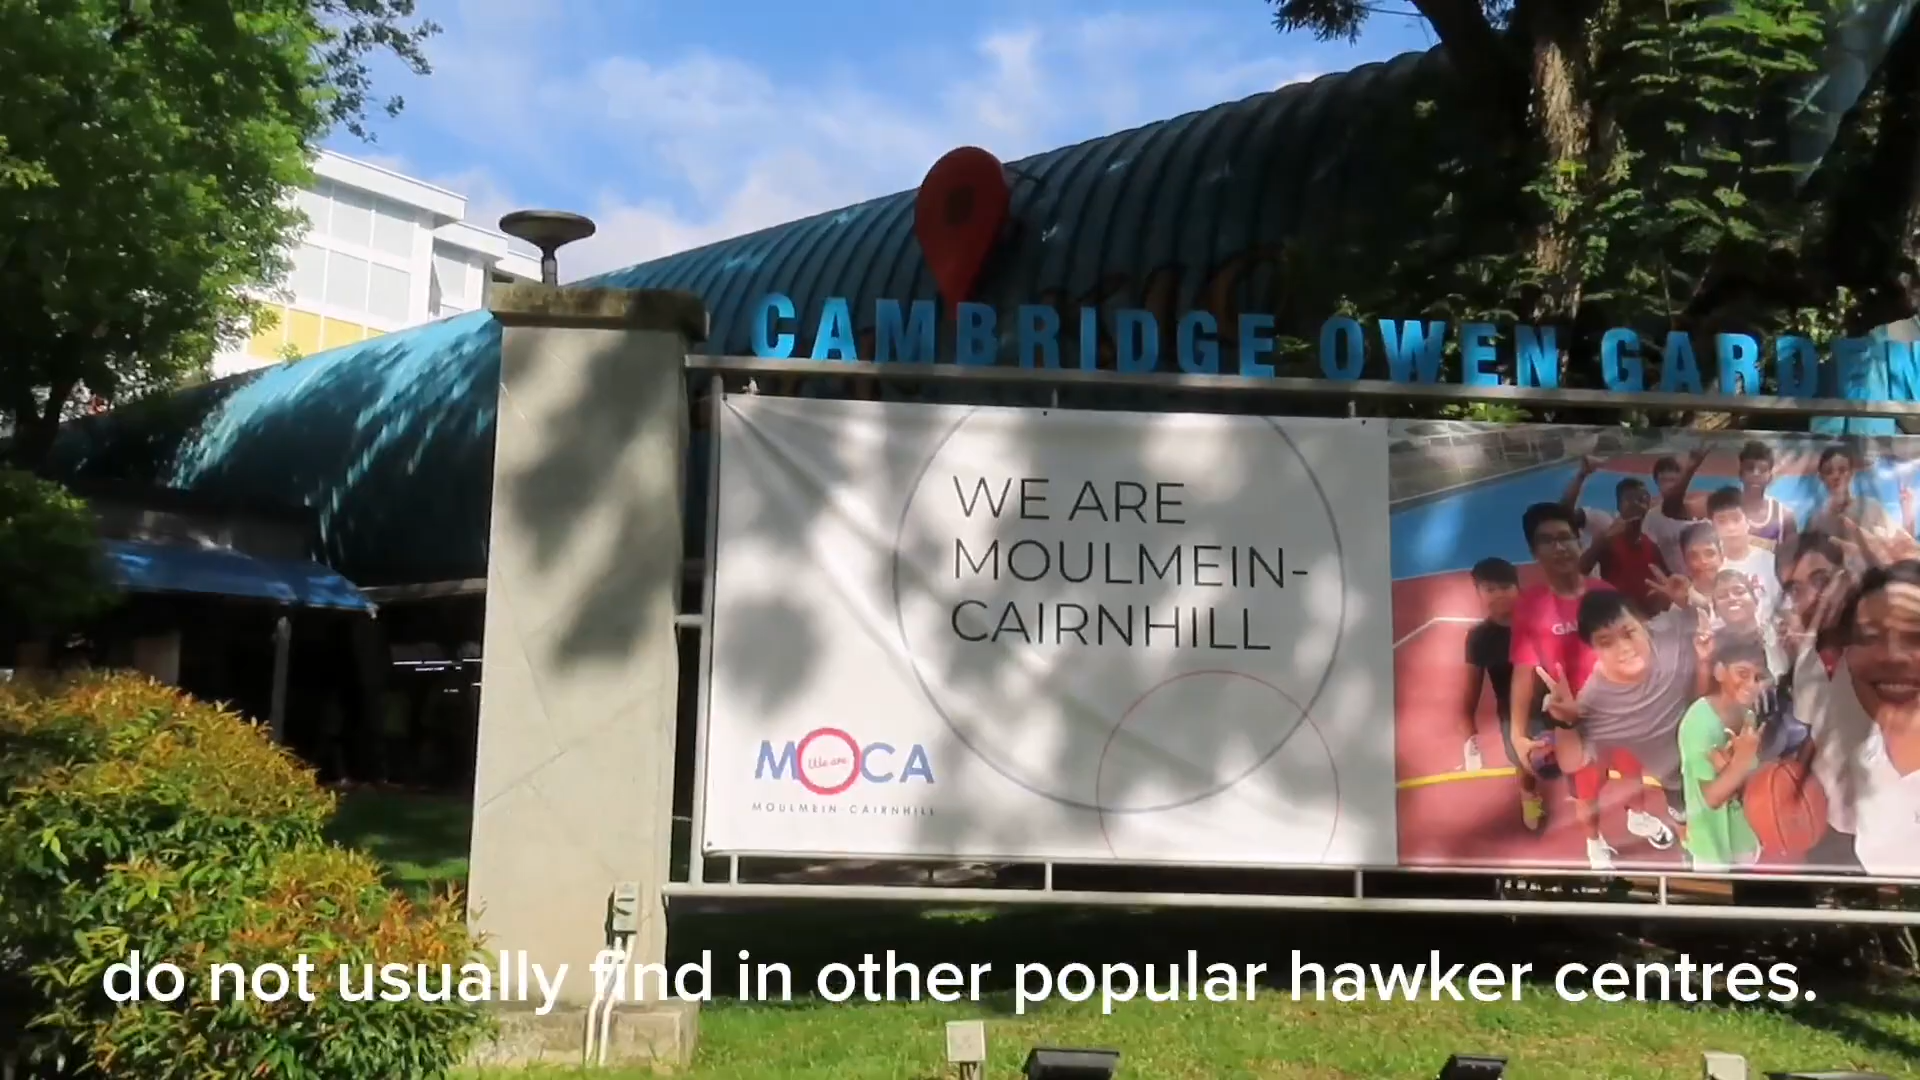 CAMBRIDGE OWEN GARDEN
WE ARE
MOULMEIN-
CAIRNHILL
MOCA
We are
MOULMEIN CAIRNHILL
do not usually find in other popular hawker centres.